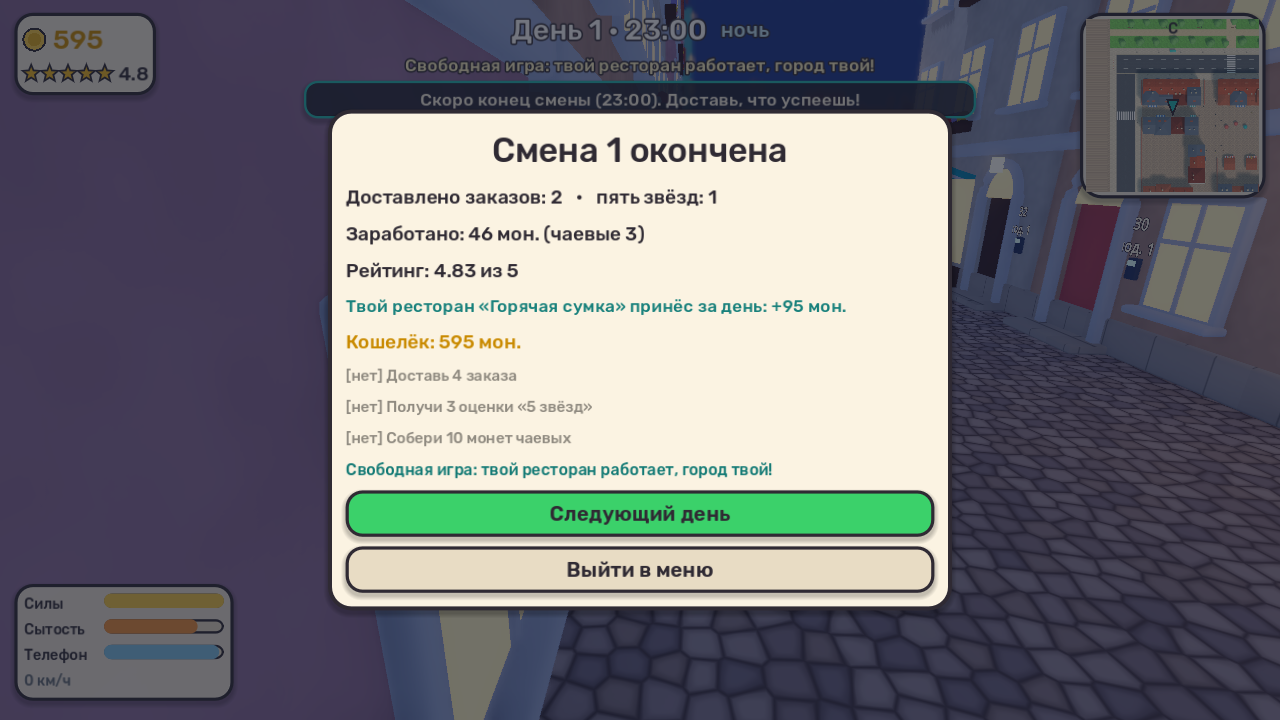 595
4.8
День 1 • 23:00 ночь
Свободная игра: твой ресторан работает, город твой!
Скоро конец смены (23:00). Доставь, что успеешь!
С
Смена 1 окончена
Доставлено заказов: 2 • пять звёзд: 1
Заработано: 46 мон. (чаевые 3)
Рейтинг: 4.83 из 5
Твой ресторан «Горячая сумка» принёс за день: +95 мон.
Кошелёк: 595 мон.
[нет] Доставь 4 заказа
[нет] Получи 3 оценки «5 звёзд»
[нет] Собери 10 монет чаевых
Свободная игра: твой ресторан работает, город твой!
Следующий день
Выйти в меню
30
Силы
Сытость
Телефон
0 км/ч